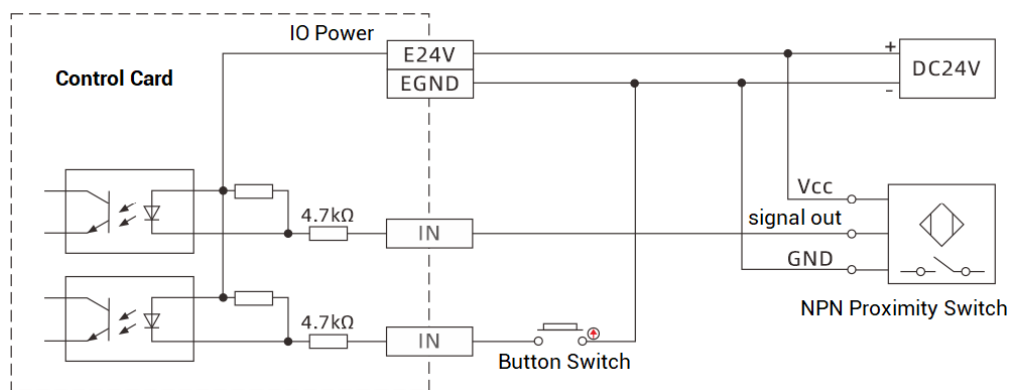 IO Power
E24V
+
DC24V
Control Card
EGND
-
Vcc
4.7kΩ
signal out
IN
GND
NPN Proximity Switch
4.7kΩ
IN
Button Switch